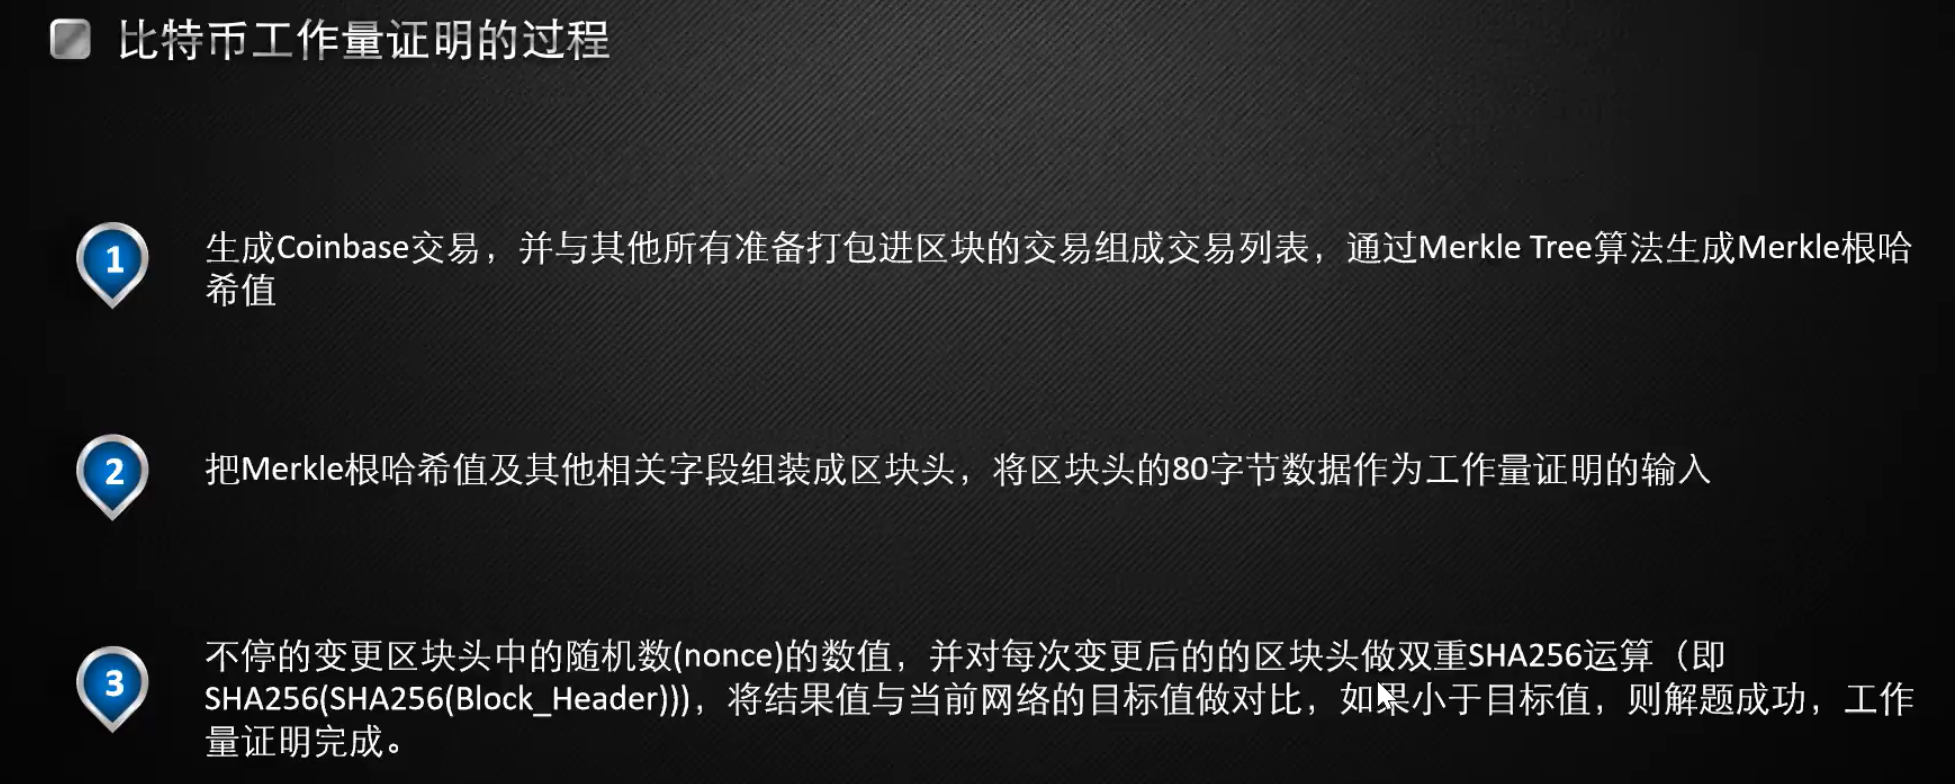 比特币工作量证明的过程
1
生成Coinbase交易，并与其他所有准备打包进区块的交易组成交易列表，通过Merkle Tree算法生成Merkle根哈
希值
2
把Merkle根哈希值及其他相关字段组装成区块头，将区块头的80字节数据作为工作量证明的输入
3
不停的变更区块头中的随机数(nonce)的数值，并对每次变更后的的区块头做双重SHA256运算（即
SHA256(SHA256(Block_Header)))，将结果值与当前网络的目标值做对比，如果小于目标值，则解题成功，工作
量证明完成。